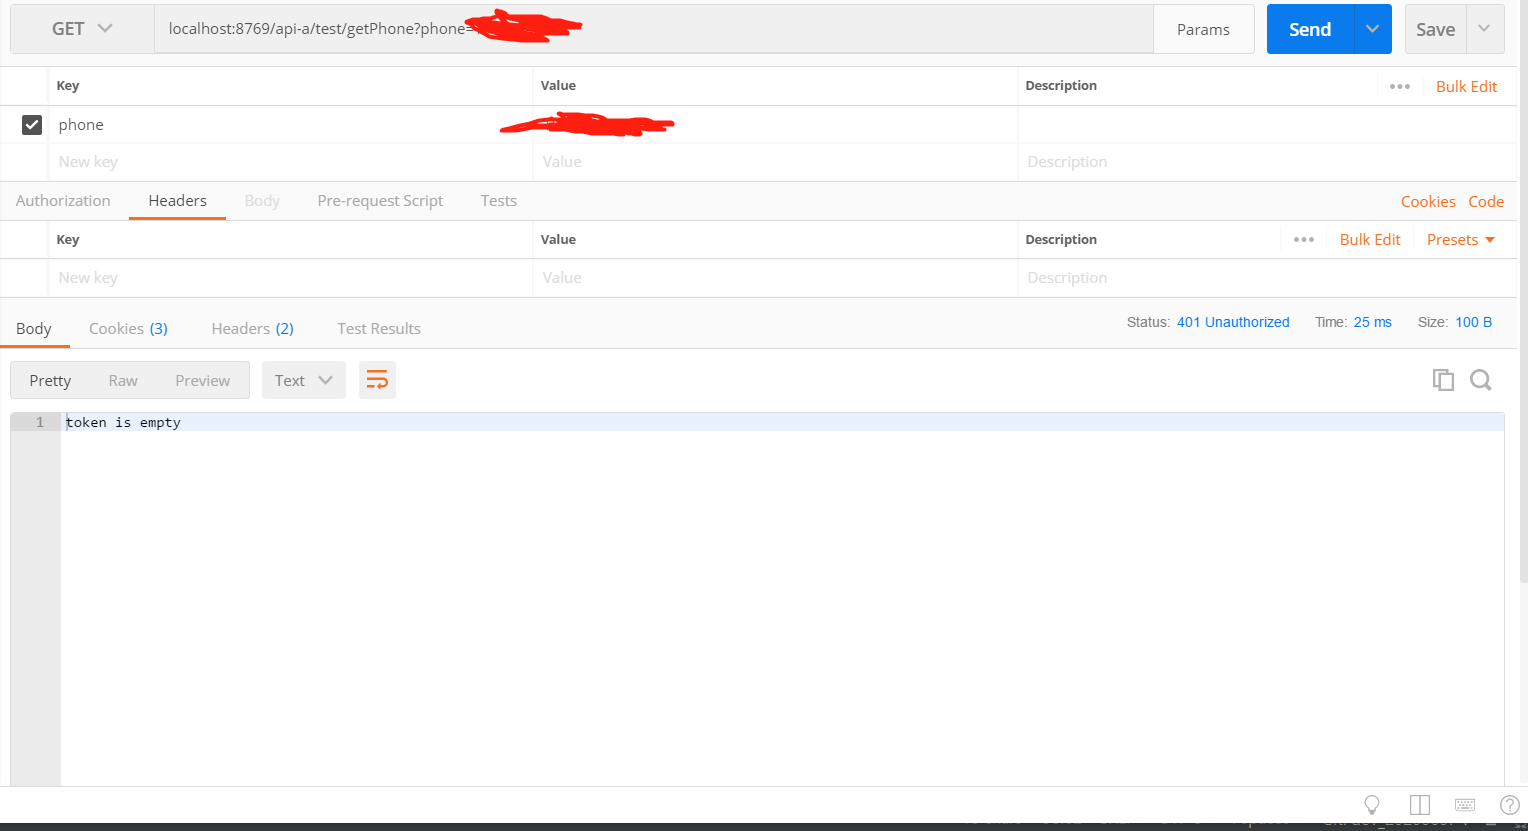 GET localhost:8769/api-a/test/getPhone?phone= Params Send Save
Key Value Description ••• Bulk Edit
phone
New key Value Description
Authorization Headers Body Pre-request Script Tests Cookies Code
Key Value Description ••• Bulk Edit Presets
New key Value Description
Body Cookies (3) Headers (2) Test Results Status: 401 Unauthorized Time: 25 ms Size: 100 B
Pretty Raw Preview Text
1 token is empty